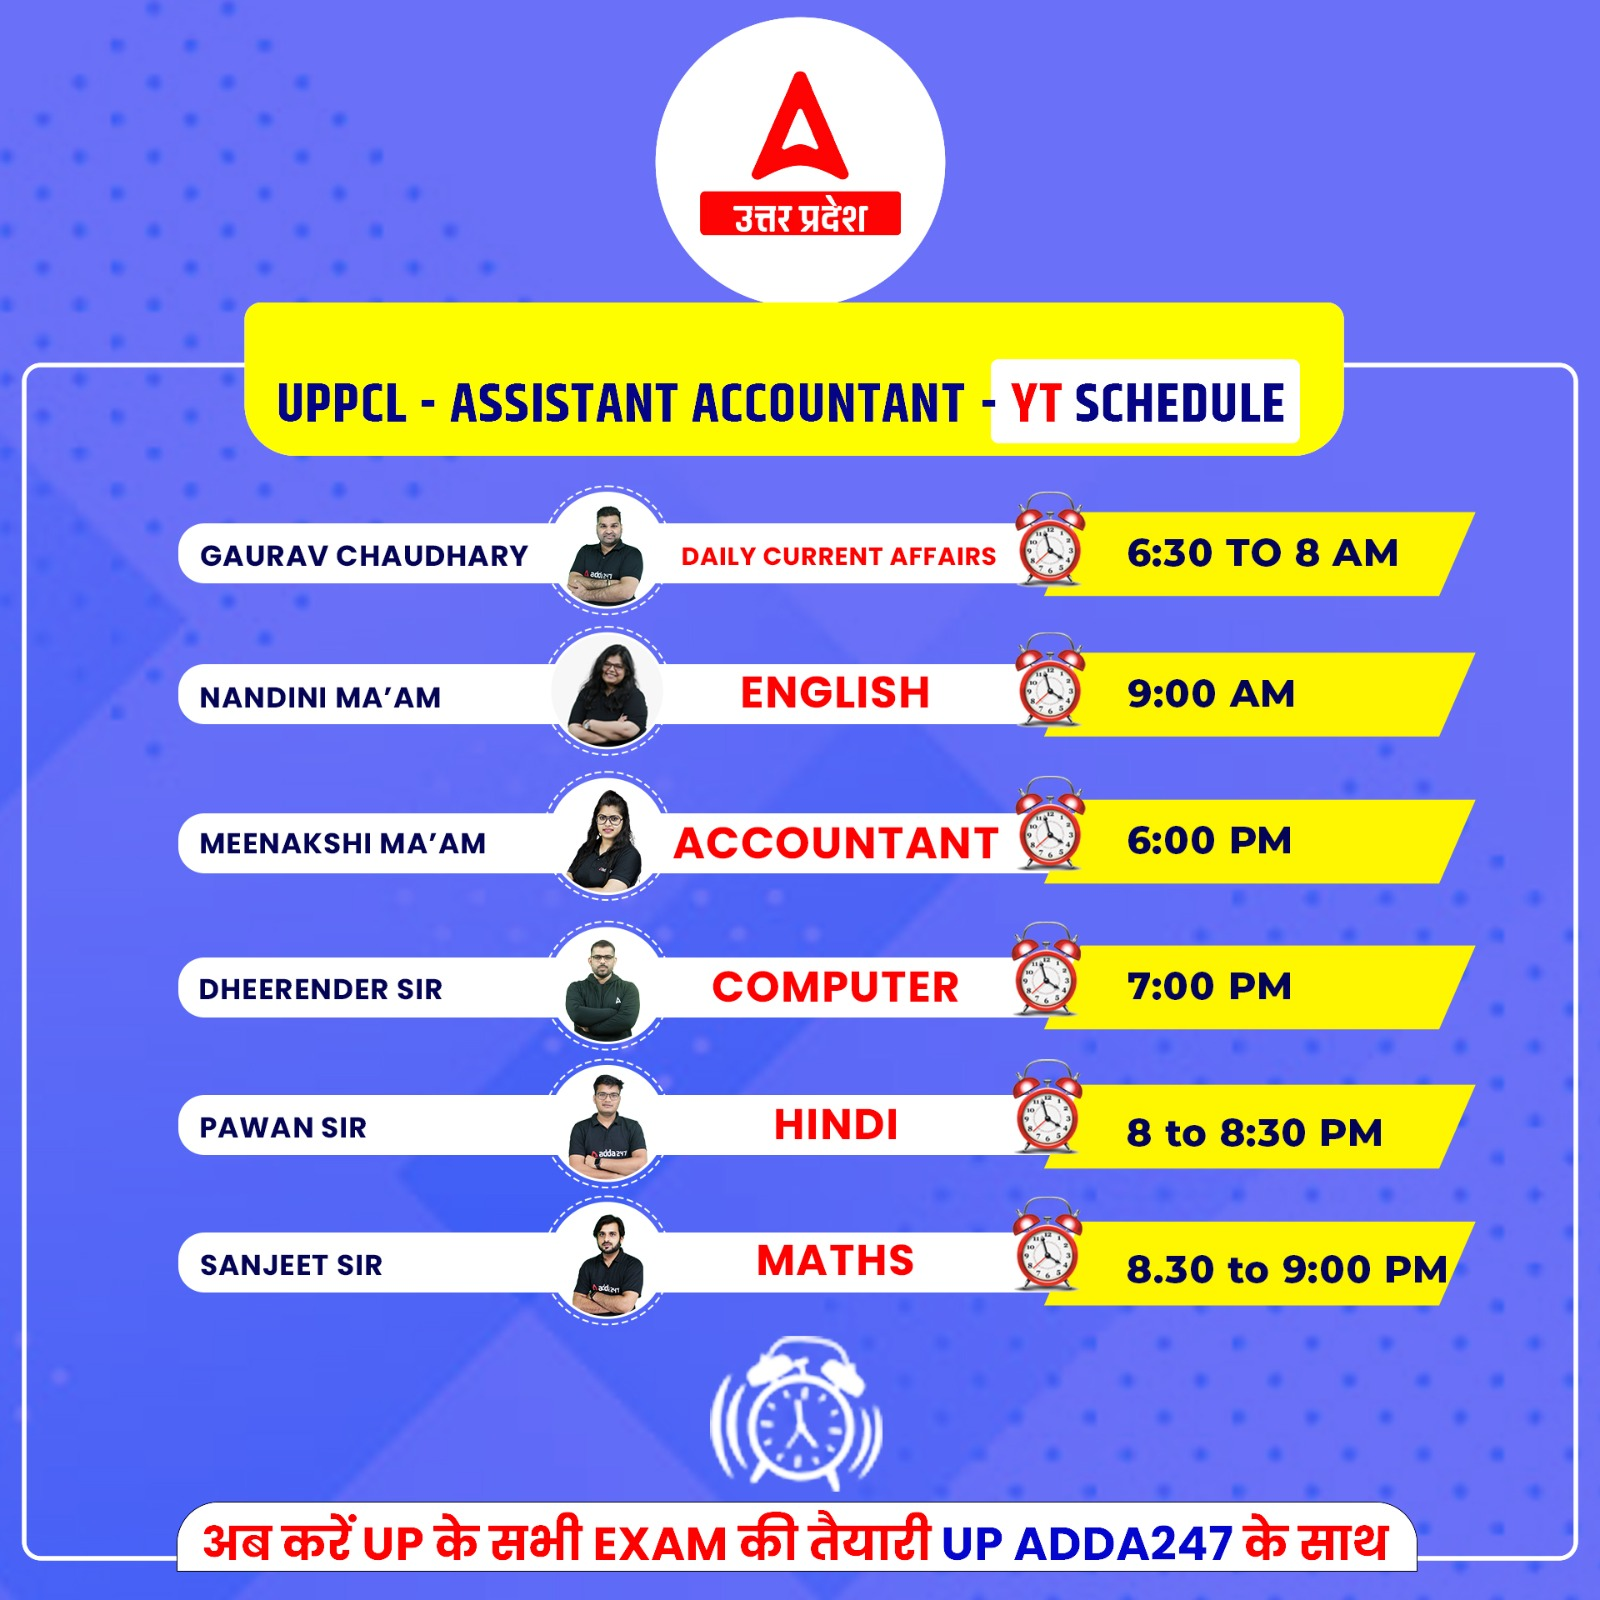 उत्तर प्रदेश
UPPCL - ASSISTANT ACCOUNTANT - YT SCHEDULE
GAURAV CHAUDHARY DAILY CURRENT AFFAIRS 6:30 TO 8 AM
NANDINI MA’AM ENGLISH 9:00 AM
MEENAKSHI MA’AM ACCOUNTANT 6:00 PM
DHEERENDER SIR COMPUTER 7:00 PM
PAWAN SIR HINDI 8 to 8:30 PM
SANJEET SIR MATHS 8.30 to 9:00 PM
अब करें UP के सभी EXAM की तैयारी UP ADDA247 के साथ